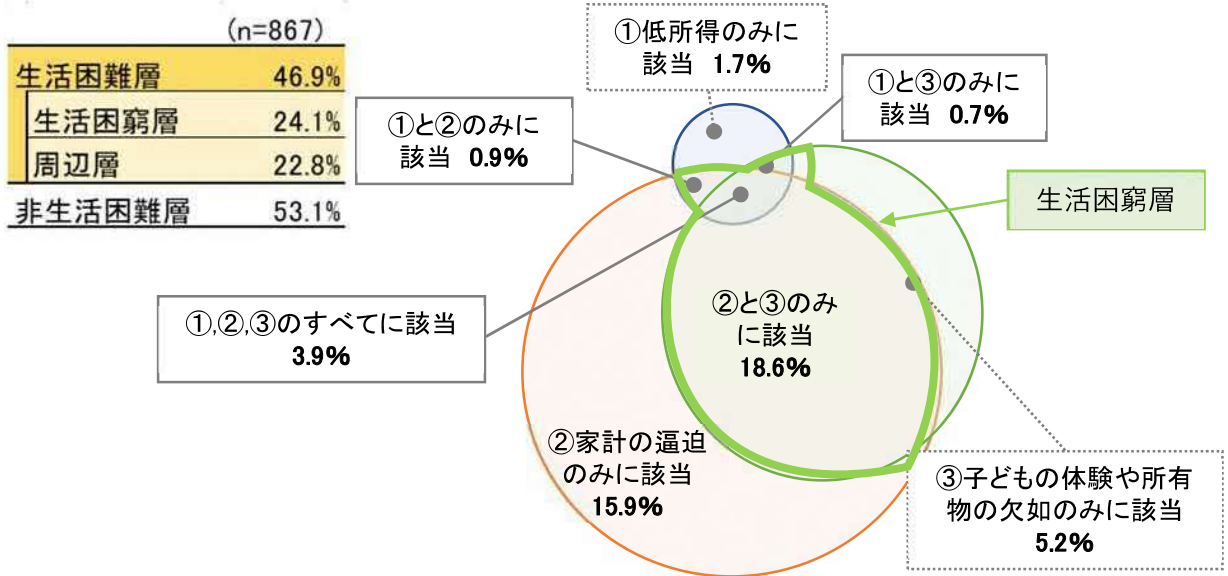 (n=867)
生活困難層 46.9%
生活困窮層 24.1%
周辺層 22.8%
非生活困難層 53.1%
①低所得のみに
該当 1.7%
①と③のみに
該当 0.7%
①と②のみに
該当 0.9%
生活困窮層
①,②,③のすべてに該当
3.9%
②と③のみ
に該当
18.6%
②家計の逼迫
のみに該当
15.9%
③子どもの体験や所有
物の欠如のみに該当
5.2%